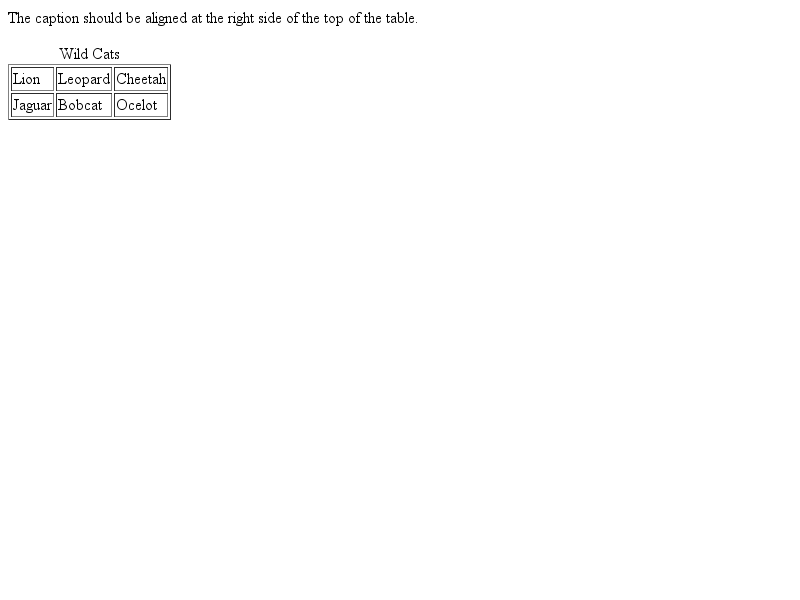 The caption should be aligned at the right side of the top of the table.
Wild Cats
Lion Leopard Cheetah
Jaguar Bobcat Ocelot